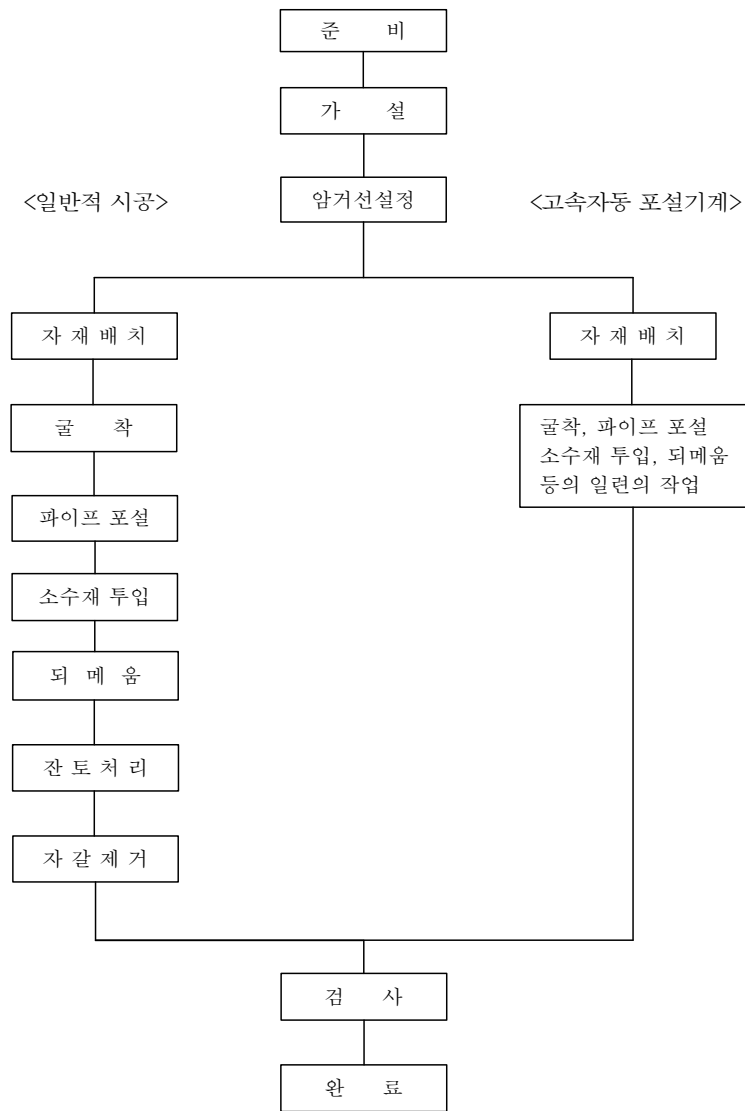 준 비
가 설
<일반적 시공>
암거선설정
<고속자동 포설기계>
자 재 배 치
굴 착
파이프 포설
소수재 투입
되 메 움
잔 토 처 리
자 갈 제 거
자 재 배 치
굴착, 파이프 포설
소수재 투입, 되메움
등의 일련의 작업
검 사
완 료